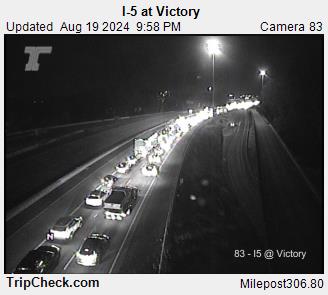 I-5 at Victory
Updated Aug 19 2024 9:58 PM Camera 83
T
83 - I5 @ Victory
TripCheck.com Milepost306.80